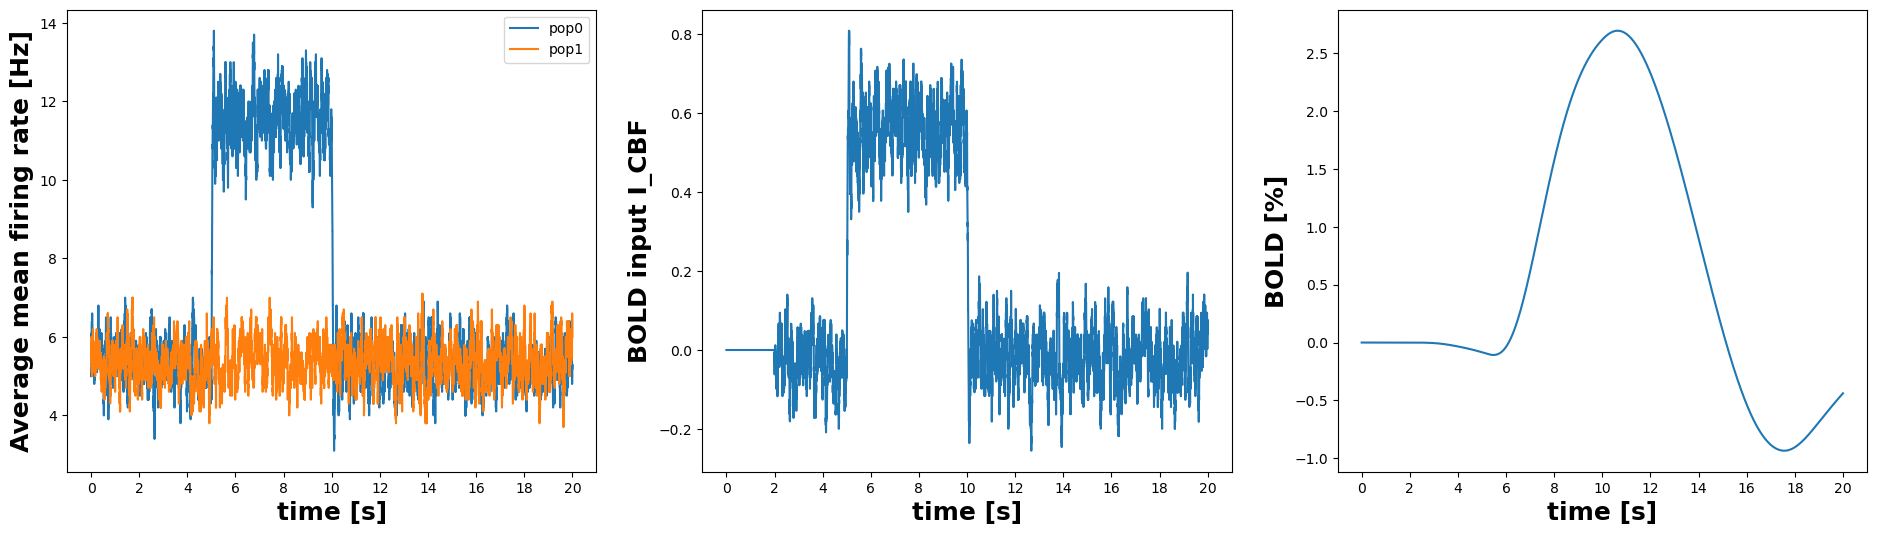 Average mean firing rate [Hz]
14
12
10
8
6
4
pop0
pop1
0 2 4 6 8 10 12 14 16 18 20
time [s]
BOLD input I_CBF
0.8
0.6
0.4
0.2
0.0
−0.2
0 2 4 6 8 10 12 14 16 18 20
time [s]
BOLD [%]
2.5
2.0
1.5
1.0
0.5
0.0
−0.5
−1.0
0 2 4 6 8 10 12 14 16 18 20
time [s]